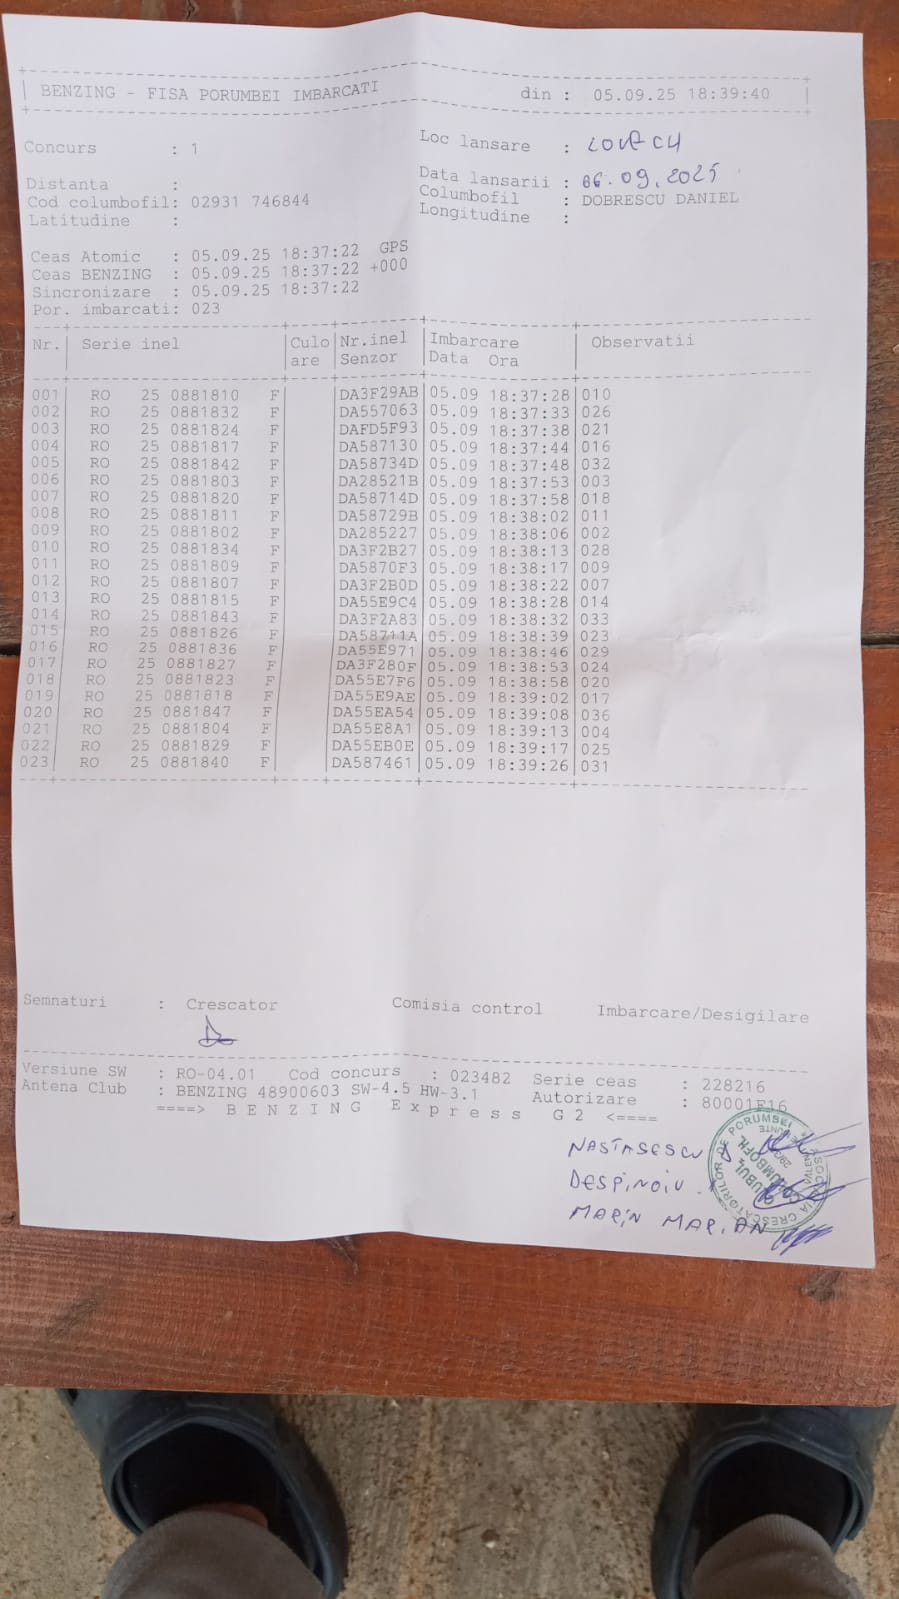 BENZING - FISA PORUMBEI IMBARCATI din : 05.09.25 18:39:40
Concurs : 1 Loc lansare : LOVECH
Distanta : Data lansarii : 06.09.2025
Cod columbofil: 02931 746844 Columbofil : DOBRESCU DANIEL
Latitudine : Longitudine :
Ceas Atomic : 05.09.25 18:37:22 GPS
Ceas BENZING : 05.09.25 18:37:22 +000
Sincronizare : 05.09.25 18:37:22
Por. imbarcati: 023
Nr. Serie inel Culo Nr.inel Imbarcare Observatii
are Senzor Data Ora
001 RO 25 0881810 F DA3F29AB 05.09 18:37:28 010
002 RO 25 0881832 F DA557063 05.09 18:37:33 026
003 RO 25 0881824 F DAFD5F93 05.09 18:37:38 021
004 RO 25 0881817 F DA587130 05.09 18:37:44 016
005 RO 25 0881842 F DA58734D 05.09 18:37:48 032
006 RO 25 0881803 F DA28521B 05.09 18:37:53 003
007 RO 25 0881820 F DA58714D 05.09 18:37:58 018
008 RO 25 0881811 F DA58729B 05.09 18:38:02 011
009 RO 25 0881802 F DA285227 05.09 18:38:06 002
010 RO 25 0881834 F DA3F2B27 05.09 18:38:13 028
011 RO 25 0881809 F DA5870F3 05.09 18:38:17 009
012 RO 25 0881807 F DA3F2B0D 05.09 18:38:22 007
013 RO 25 0881815 F DA55E9C4 05.09 18:38:28 014
014 RO 25 0881843 F DA3F2A83 05.09 18:38:32 033
015 RO 25 0881826 F DA58711A 05.09 18:38:39 023
016 RO 25 0881836 F DA55E971 05.09 18:38:46 029
017 RO 25 0881827 F DA3F280F 05.09 18:38:53 024
018 RO 25 0881823 F DA55E7F6 05.09 18:38:58 020
019 RO 25 0881818 F DA55E9AE 05.09 18:39:02 017
020 RO 25 0881847 F DA55EA54 05.09 18:39:08 036
021 RO 25 0881804 F DA55E8A1 05.09 18:39:13 004
022 RO 25 0881829 F DA55EB0E 05.09 18:39:17 025
023 RO 25 0881840 F DA587461 05.09 18:39:26 031
Semnaturi : Crescator Comisia control Imbarcare/Desigilare
Versiune SW : RO-04.01 Cod concurs : 023482 Serie ceas : 228216
Antena Club : BENZING 48900603 SW-4.5 HW-3.1 Autorizare : 80001E16
====> B E N Z I N G E x p r e s s G 2 <====
NASTASESCU
DESPINOIU
MARIN MARIAN
ASOCIATIA CRESCATORILOR DE PORUMBEI
CLUBUL